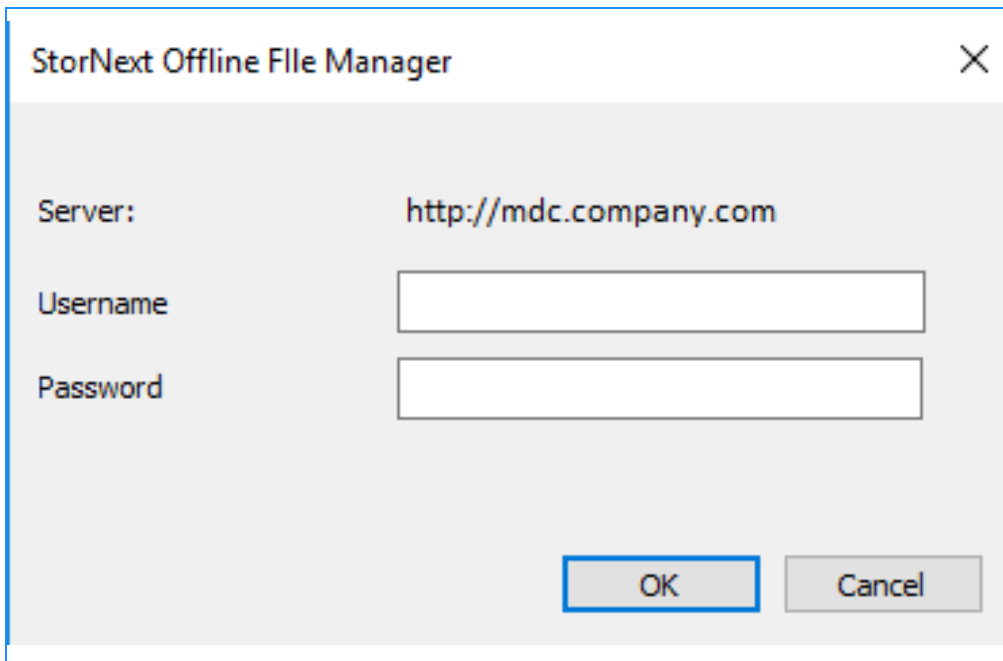 StorNext Offline FIle Manager
Server: http://mdc.company.com
Username
Password
OK Cancel